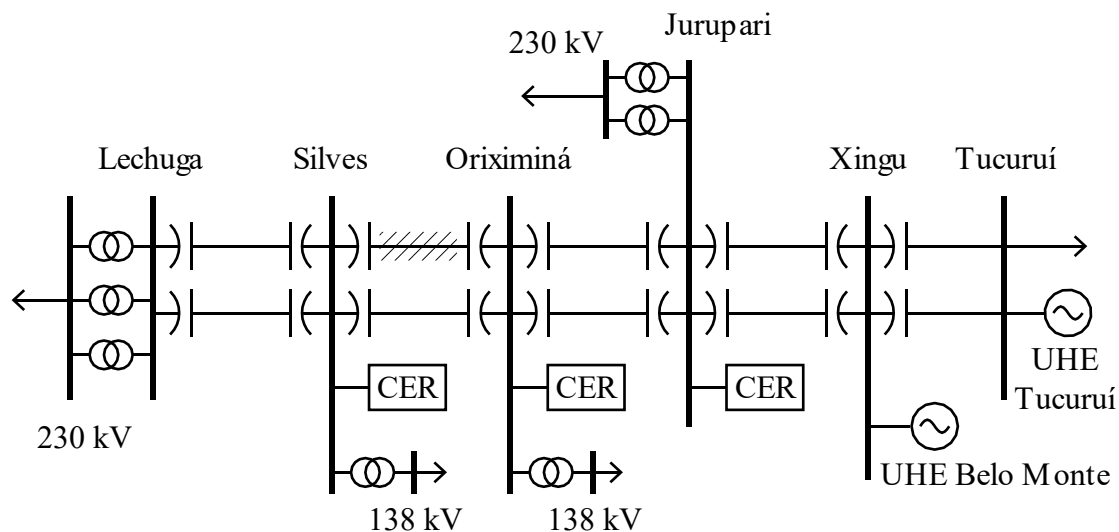 Jurupari
230 kV
Lechuga
Silves
Oriximiná
Xingu
Tucuruí
UHE
Tucuruí
CER
CER
CER
230 kV
UHE Belo Monte
138 kV
138 kV